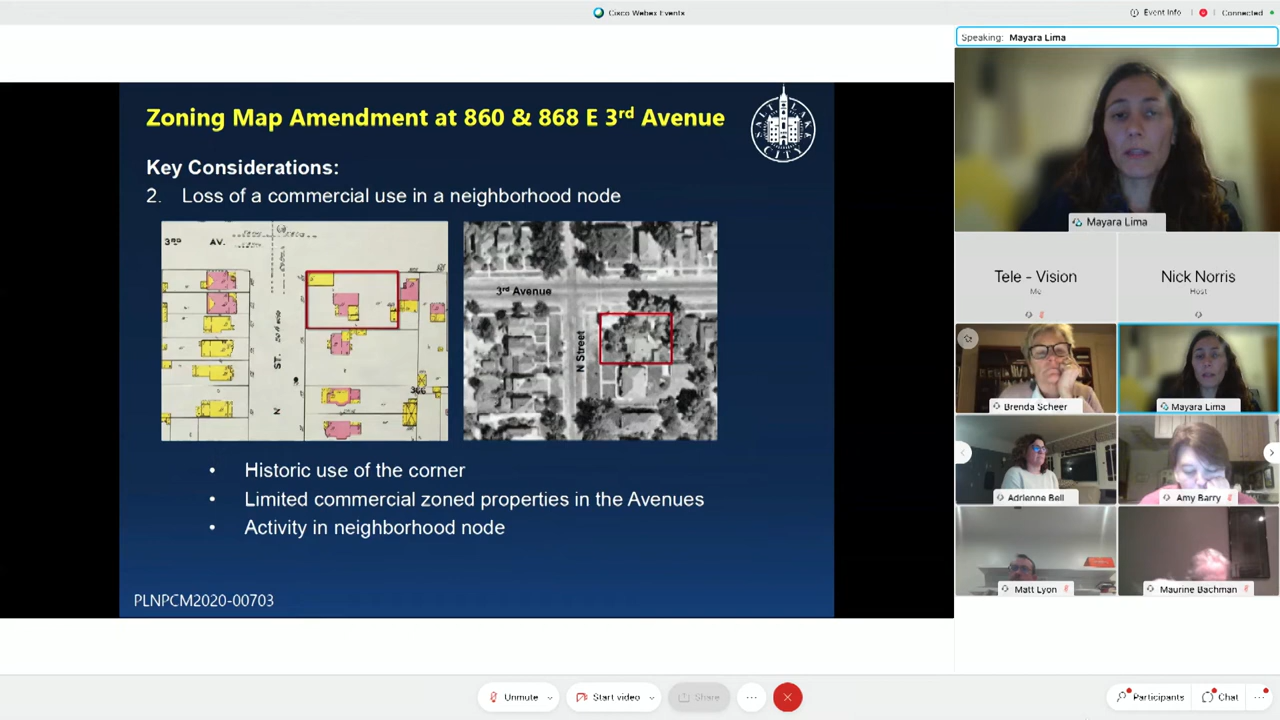 Cisco Webex Events
Event Info
Connected
Speaking: Mayara Lima
Zoning Map Amendment at 860 & 868 E 3rd Avenue
SALT LAKE CITY
Key Considerations:
2. Loss of a commercial use in a neighborhood node
3RD AV.
ST.
N
3rd Avenue
N Street
• Historic use of the corner
• Limited commercial zoned properties in the Avenues
• Activity in neighborhood node
PLNPCM2020-00703
Mayara Lima
Tele - Vision
Me
Nick Norris
Host
Brenda Scheer
Mayara Lima
Adrienne Bell
Amy Barry
Matt Lyon
Maurine Bachman
Unmute
Start video
Share
Participants
Chat